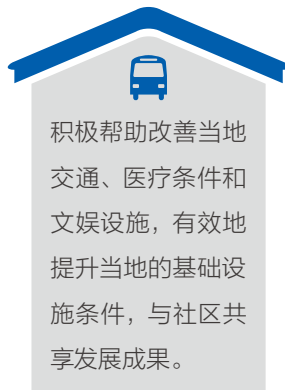 积极帮助改善当地
交通、医疗条件和
文娱设施，有效地
提升当地的基础设
施条件，与社区共
享发展成果。